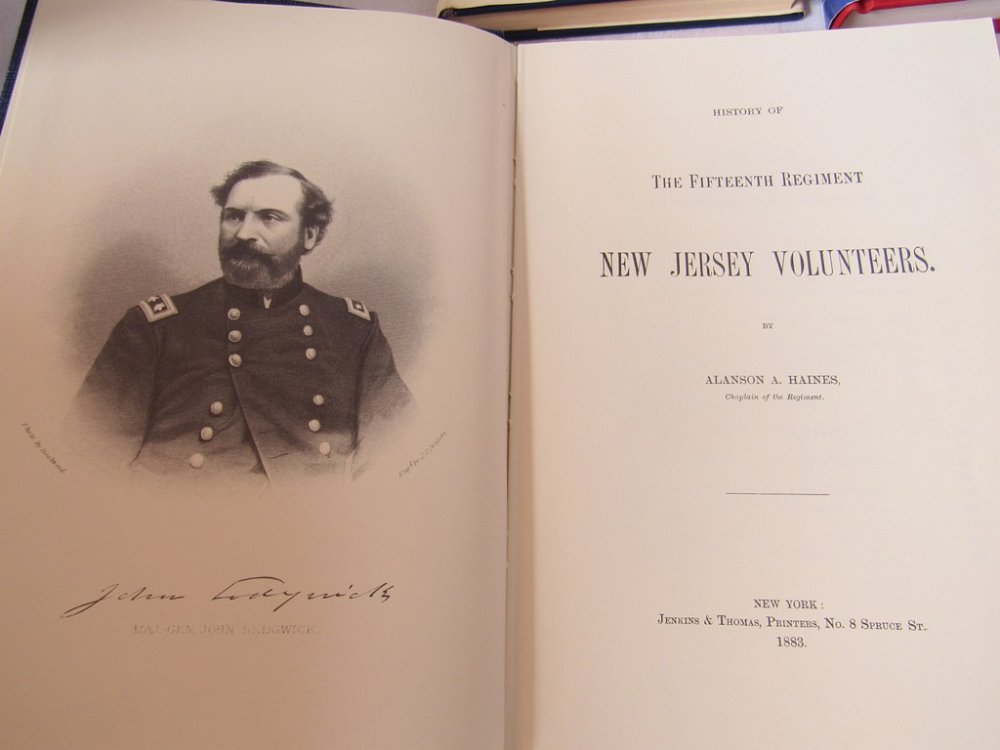 John Sedgwick
MAJ. GEN. JOHN SEDGWICK.
HISTORY OF
THE FIFTEENTH REGIMENT
NEW JERSEY VOLUNTEERS.
BY
ALANSON A. HAINES,
Chaplain of the Regiment.
NEW YORK:
JENKINS & THOMAS, PRINTERS, No. 8 SPRUCE ST.
1883.